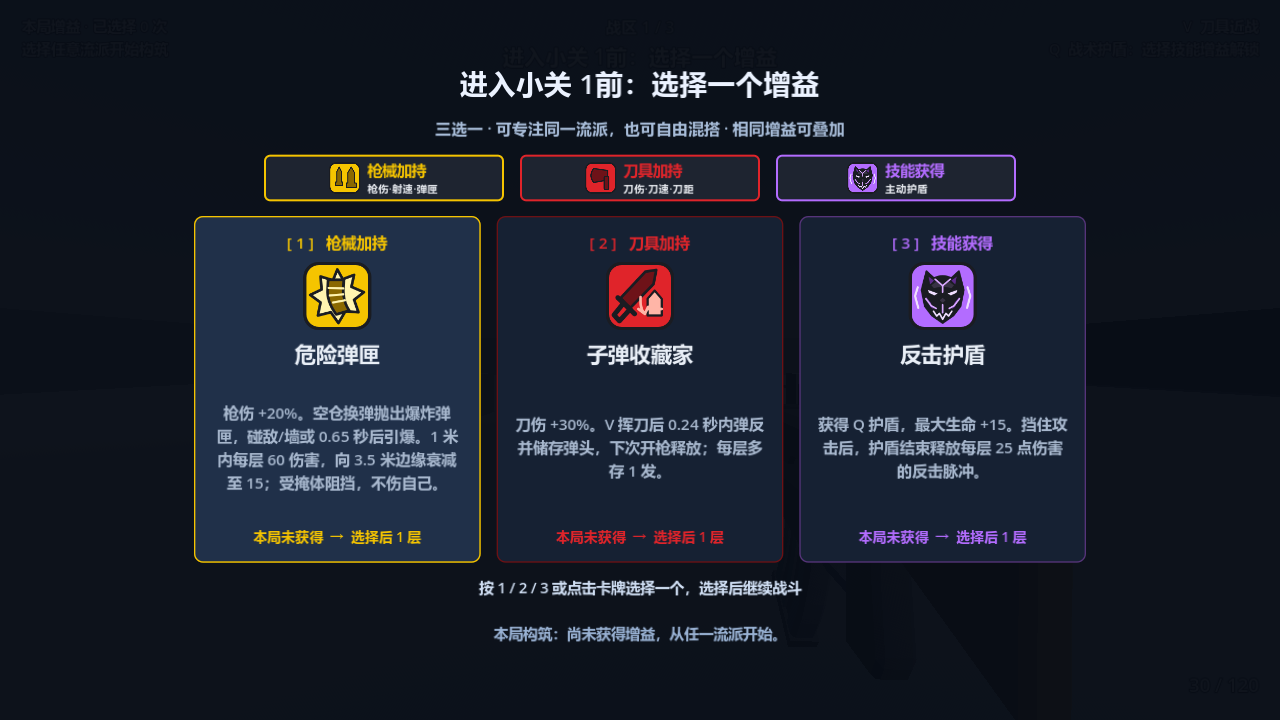 进入小关 1前：选择一个增益
三选一 · 可专注同一流派，也可自由混搭 · 相同增益可叠加
枪械加持
枪伤·射速·弹匣
刀具加持
刀伤·刀速·刀距
技能获得
主动护盾
[ 1 ] 枪械加持
危险弹匣
枪伤 +20%。空仓换弹抛出爆炸弹
匣，碰敌/墙或 0.65 秒后引爆。1 米
内每层 60 伤害，向 3.5 米边缘衰减
至 15；受掩体阻挡，不伤自己。
本局未获得 → 选择后 1 层
[ 2 ] 刀具加持
子弹收藏家
刀伤 +30%。V 挥刀后 0.24 秒内弹反
并储存弹头，下次开枪释放；每层多
存 1 发。
本局未获得 → 选择后 1 层
[ 3 ] 技能获得
反击护盾
获得 Q 护盾，最大生命 +15。挡住攻
击后，护盾结束释放每层 25 点伤害
的反击脉冲。
本局未获得 → 选择后 1 层
按 1 / 2 / 3 或点击卡牌选择一个，选择后继续战斗
本局构筑：尚未获得增益，从任一流派开始。